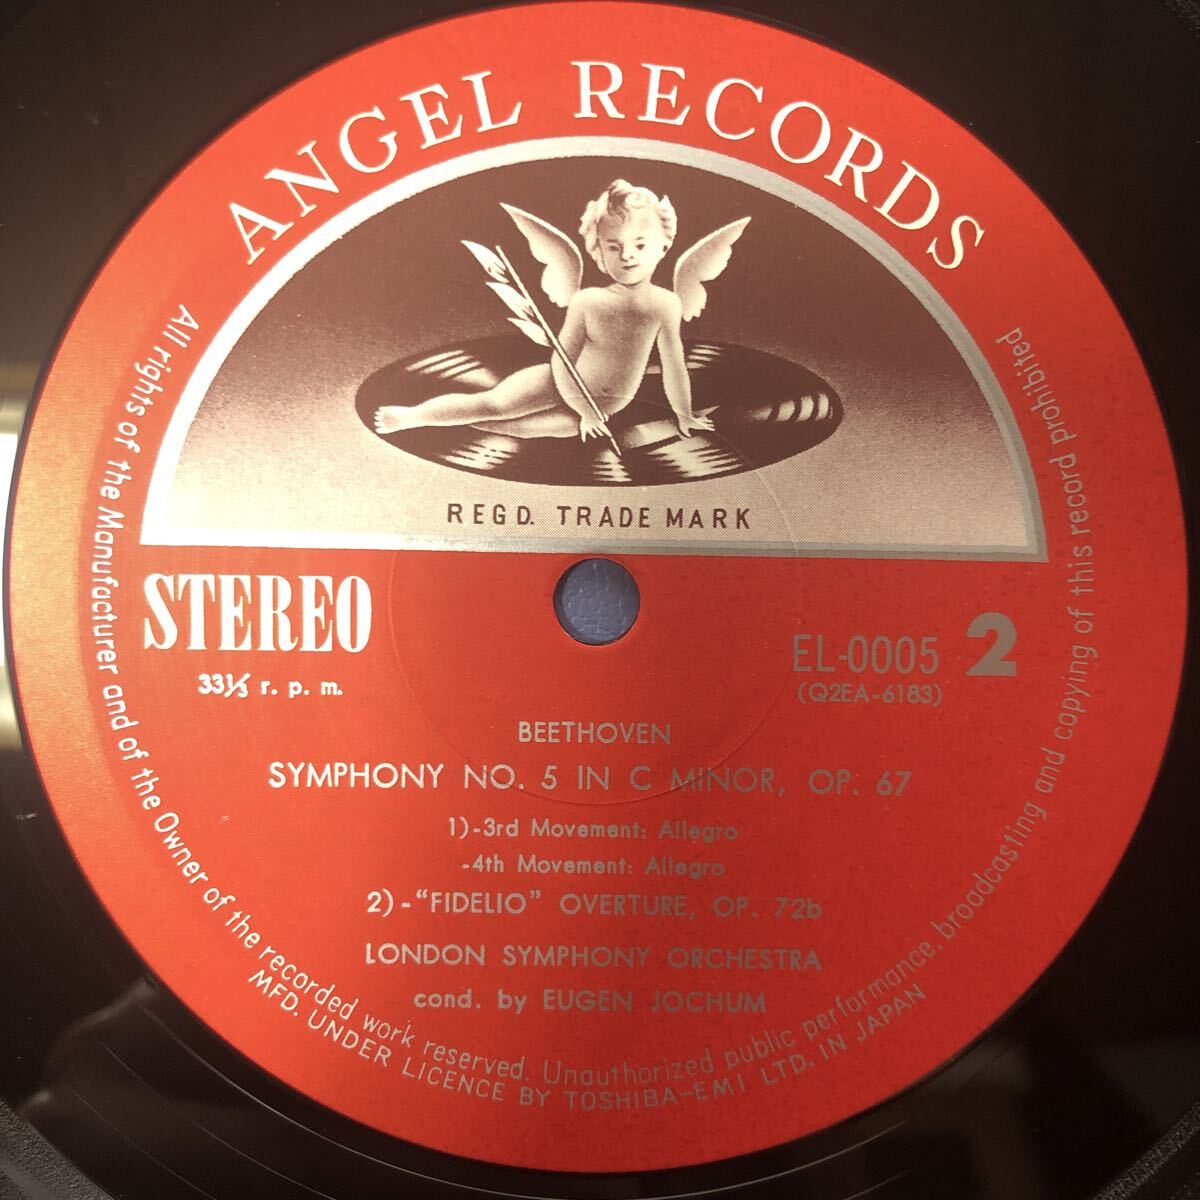 ANGEL RECORDS
REGD. TRADE MARK
STEREO
33⅓ r. p. m.
EL-0005 2
(Q2EA-6183)
BEETHOVEN
SYMPHONY NO. 5 IN C MINOR, OP. 67
1)-3rd Movement: Allegro
-4th Movement: Allegro
2)-"FIDELIO" OVERTURE, OP. 72b
LONDON SYMPHONY ORCHESTRA
cond. by EUGEN JOCHUM
All rights of the Manufacturer and of the Owner of the recorded work reserved. Unauthorized public performance, broadcasting and copying of this record prohibited
MFD. UNDER LICENCE BY TOSHIBA-EMI LTD. IN JAPAN